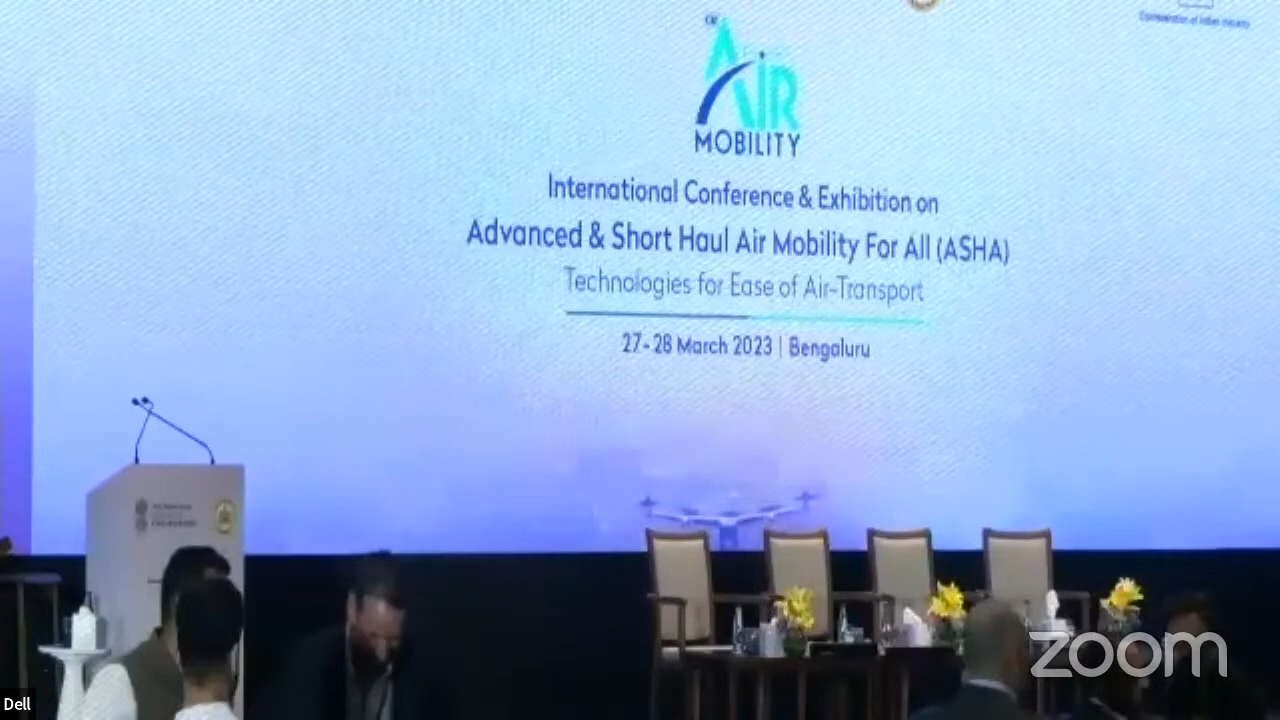 Confederation of Indian Industry
AIR
MOBILITY
International Conference & Exhibition on
Advanced & Short Haul Air Mobility For All (ASHA)
Technologies for Ease of Air-Transport
27-28 March 2023 | Bengaluru
zoom
Dell